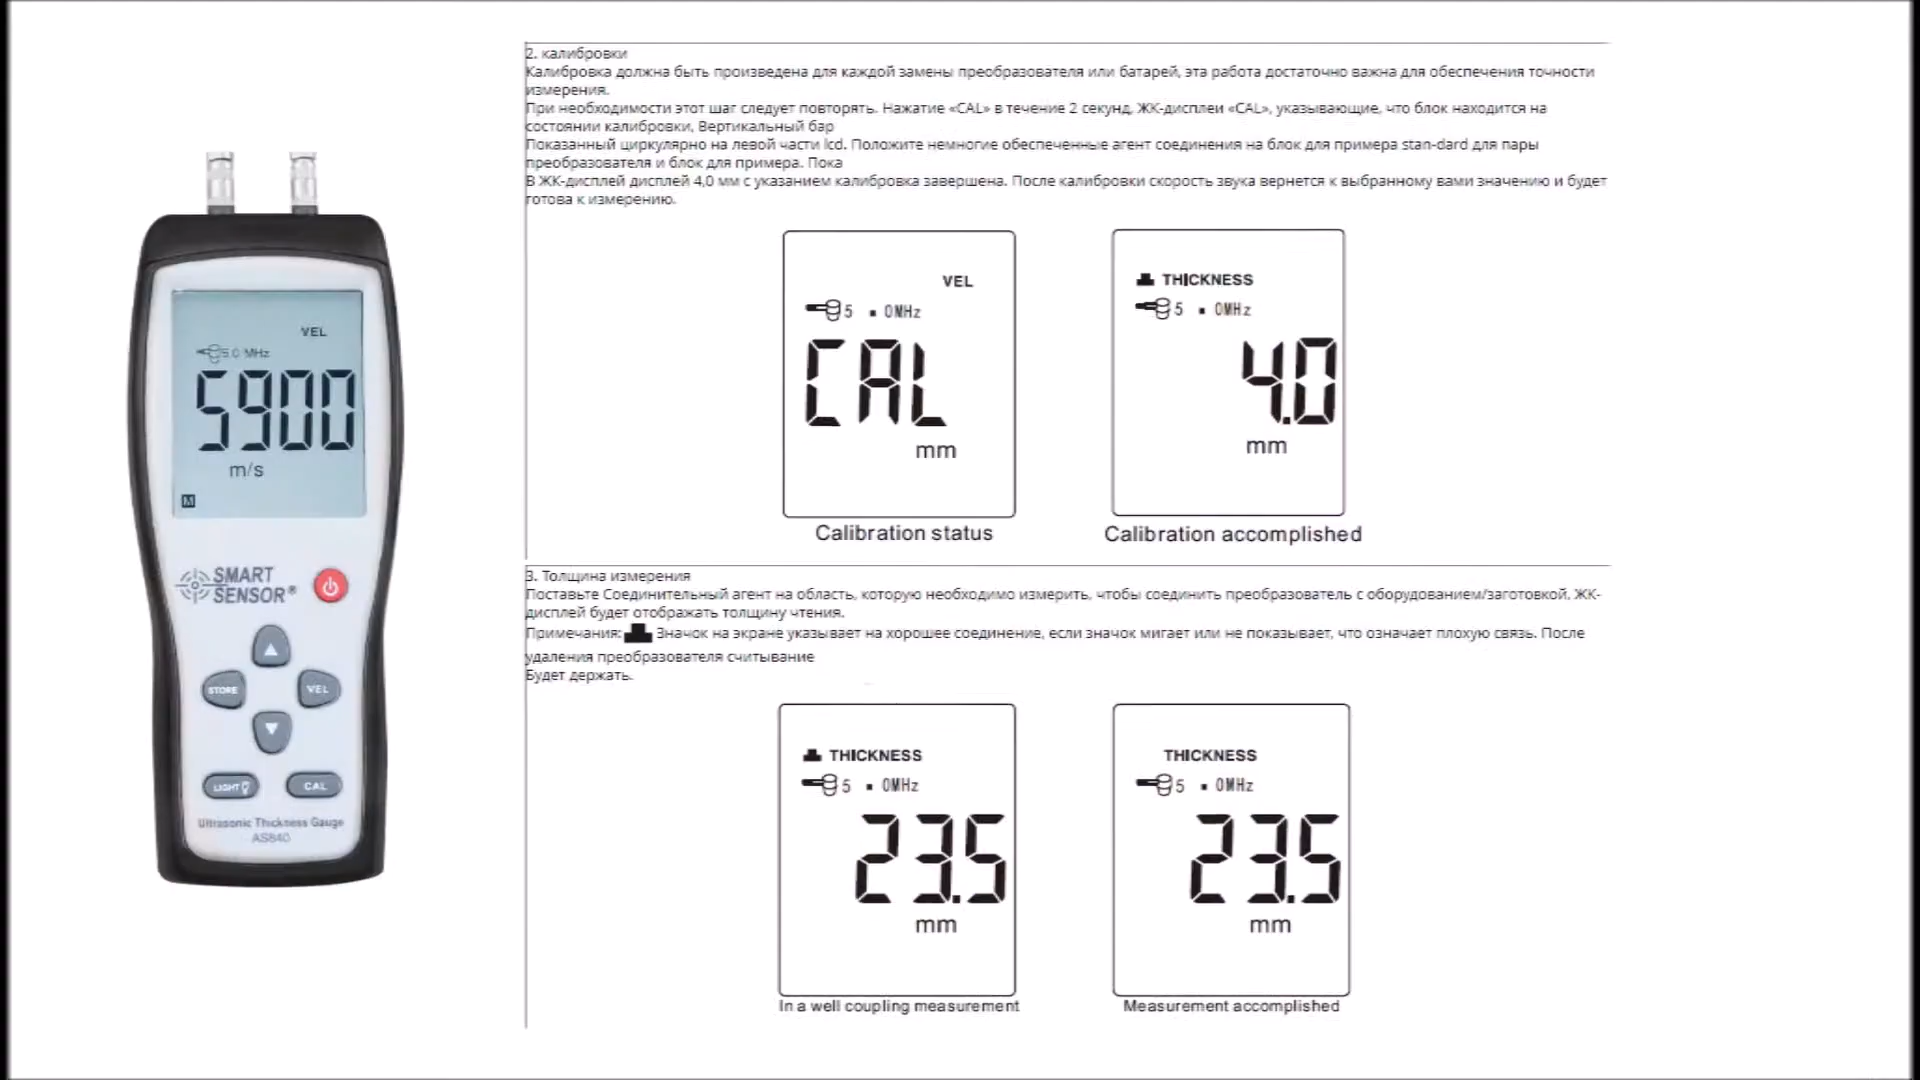 VEL
5.0 MHz
5900
m/s
M
SMART
SENSOR®
STORE
VEL
LIGHT
CAL
Ultrasonic Thickness Gauge
AS840
2. калибровки
Калибровка должна быть произведена для каждой замены преобразователя или батарей, эта работа достаточно важна для обеспечения точности
измерения.
При необходимости этот шаг следует повторять. Нажатие «CAL» в течение 2 секунд, ЖК-дисплеи «CAL», указывающие, что блок находится на
состоянии калибровки, Вертикальный бар
Показанный циркулярно на левой части lcd. Положите немногие обеспеченные агент соединения на блок для примера stan-dard для пары
преобразователя и блок для примера. Пока
В ЖК-дисплей дисплей 4,0 мм с указанием калибровка завершена. После калибровки скорость звука вернется к выбранному вами значению и будет
готова к измерению.
VEL
5 . 0MHz
CAL
mm
Calibration status
THICKNESS
5 . 0MHz
4.0
mm
Calibration accomplished
3. Толщина измерения
Поставьте Соединительный агент на область, которую необходимо измерить, чтобы соединить преобразователь с оборудованием/заготовкой, ЖК-
дисплей будет отображать толщину чтения.
Примечания: Значок на экране указывает на хорошее соединение, если значок мигает или не показывает, что означает плохую связь. После
удаления преобразователя считывание
Будет держать.
THICKNESS
5 . 0MHz
23.5
mm
In a well coupling measurement
THICKNESS
5 . 0MHz
23.5
mm
Measurement accomplished